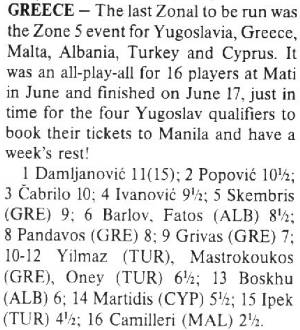 GREECE – The last Zonal to be run was
the Zone 5 event for Yugoslavia, Greece,
Malta, Albania, Turkey and Cyprus. It
was an all-play-all for 16 players at Mati
in June and finished on June 17, just in
time for the four Yugoslav qualifiers to
book their tickets to Manila and have a
week's rest!
1 Damljanović 11(15); 2 Popović 10½;
3 Čabrilo 10; 4 Ivanović 9½; 5 Skembris
(GRE) 9; 6 Barlov, Fatos (ALB) 8½;
8 Pandavos (GRE) 8; 9 Grivas (GRE) 7;
10-12 Yilmaz (TUR), Mastrokoukos
(GRE), Oney (TUR) 6½; 13 Boskhu
(ALB) 6; 14 Martidis (CYP) 5½; 15 Ipek
(TUR) 4½; 16 Camilleri (MAL) 2½.